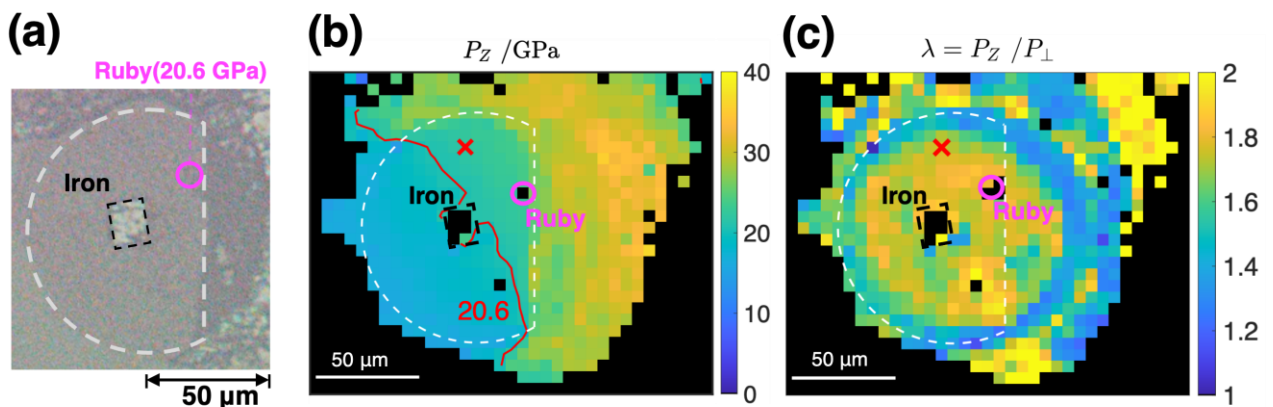 (a)
Ruby(20.6 GPa)
Iron
50 μm
(b)
P_Z /GPa
Iron
Ruby
20.6
50 μm
40
30
20
10
0
(c)
λ = P_Z /P_⊥
Iron
Ruby
50 μm
2
1.8
1.6
1.4
1.2
1